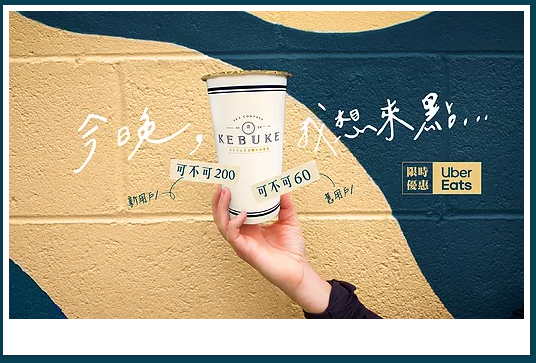 今晚，我想來點...
TEA COMPANY
KEBUKE
可不可200
新用戶
可不可60
舊用戶
限時
優惠
Uber
Eats